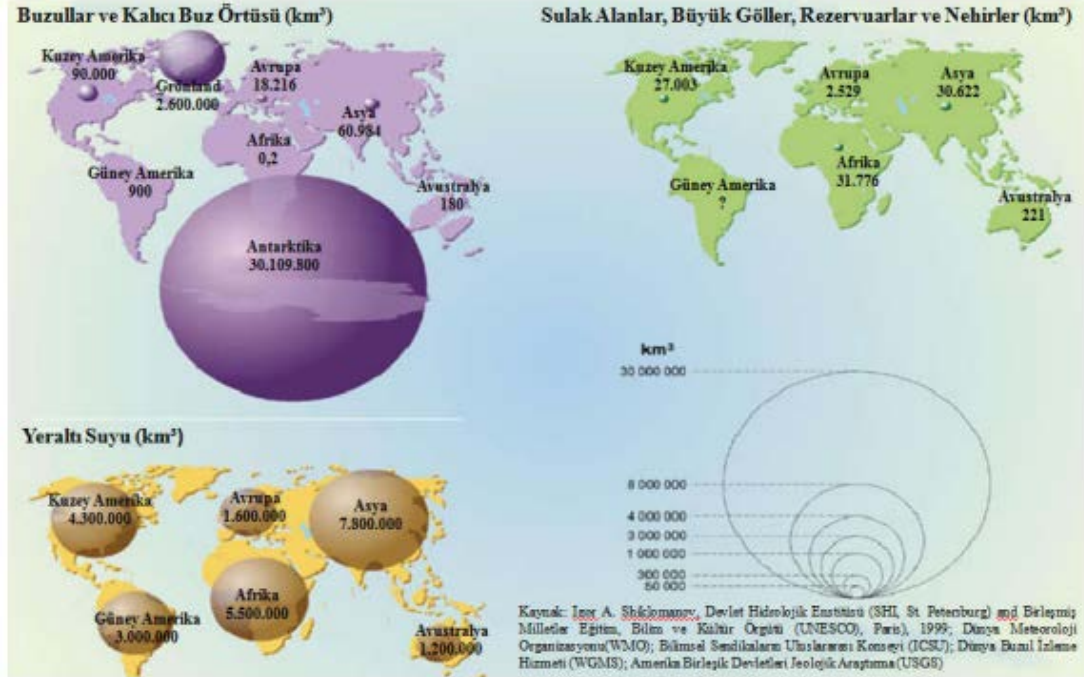 Buzullar ve Kalıcı Buz Örtüsü (km³)
Kuzey Amerika
90.000
Grönland
2.600.000
Avrupa
18.216
Asya
60.984
Afrika
0,2
Güney Amerika
900
Avustralya
180
Antarktika
30.109.800
Sulak Alanlar, Büyük Göller, Rezervuarlar ve Nehirler (km³)
Kuzey Amerika
27.003
Avrupa
2.529
Asya
30.622
Afrika
31.776
Güney Amerika
?
Avustralya
221
Yeraltı Suyu (km³)
Kuzey Amerika
4.300.000
Avrupa
1.600.000
Asya
7.800.000
Afrika
5.500.000
Güney Amerika
3.000.000
Avustralya
1.200.000
km³
30 000 000
8 000 000
4 000 000
3 000 000
1 000 000
300 000
50 000
Kaynak: Igor A. Shiklomanov, Devlet Hidrolojik Enstitüsü (SHI, St. Petersburg) and Birleşmiş
Milletler Eğitim, Bilim ve Kültür Örgütü (UNESCO, Paris), 1999; Dünya Meteoroloji
Organizasyonu(WMO); Bilimsel Sendikaların Uluslararası Konseyi (ICSU); Dünya Buzul İzleme
Hizmeti (WGMS); Amerika Birleşik Devletleri Jeolojik Araştırma(USGS)